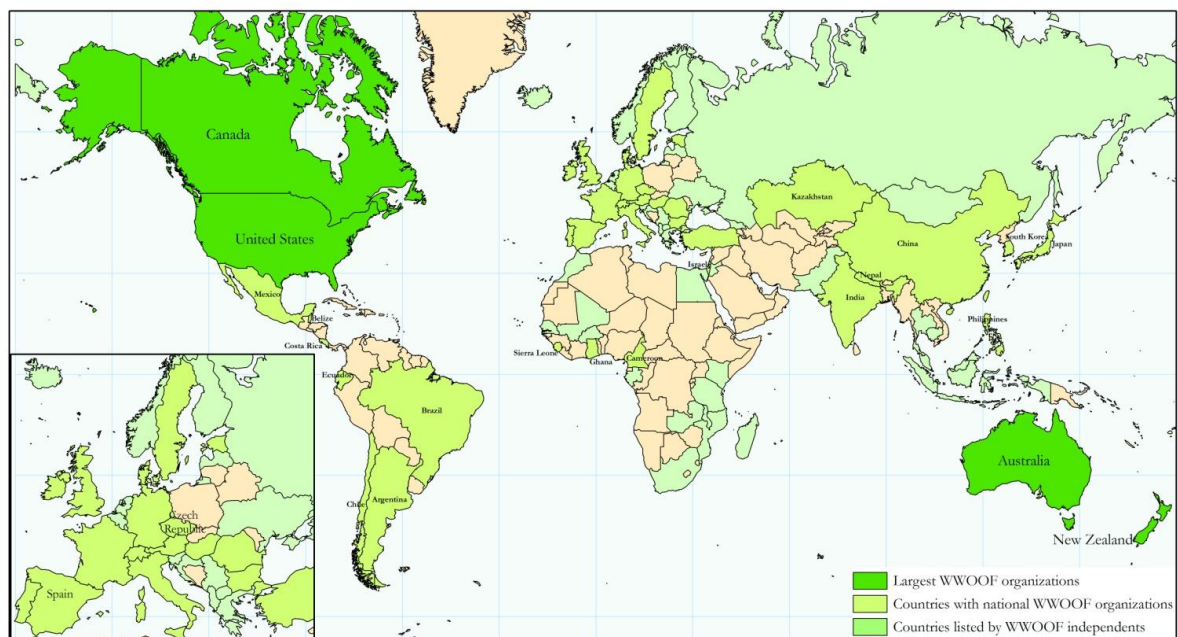 Canada
United States
Mexico
Belize
Costa Rica
Ecuador
Brazil
Chile
Argentina
Kazakhstan
China
South Kore
Japan
Israel
Nepal
India
Philippines
Sierra Leone
Ghana
Cameroun
Australia
New Zealand
Czech
Republic
Spain
Largest WWOOF organizations
Countries with national WWOOF organizations
Countries listed by WWOOF independents